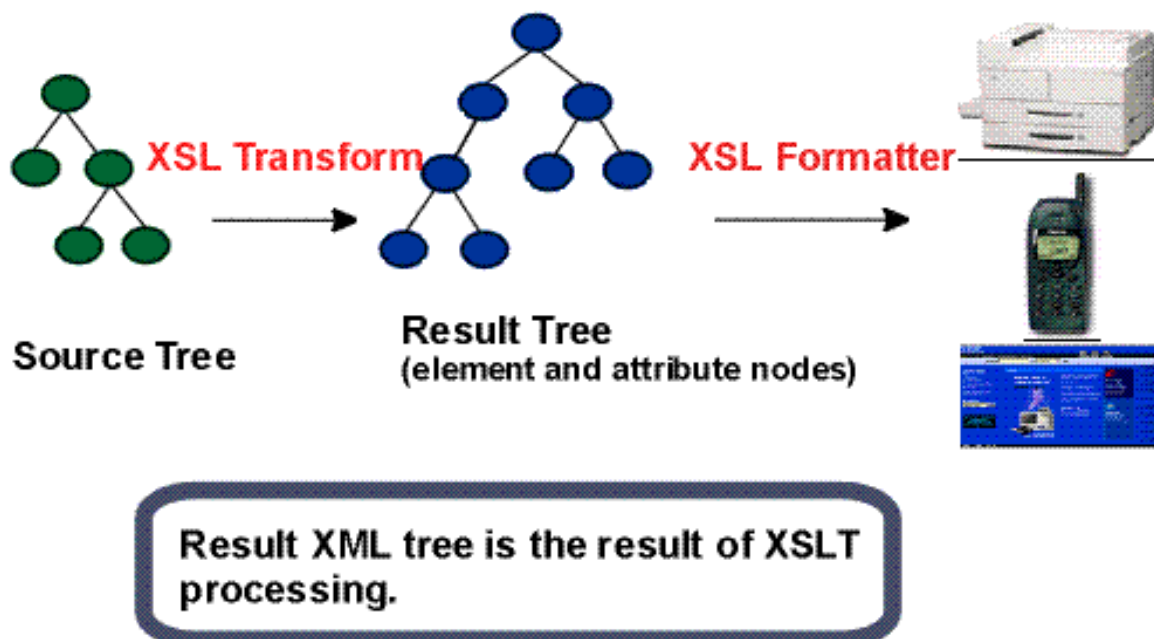 XSL Transform
XSL Formatter
Source Tree
Result Tree
(element and attribute nodes)
Result XML tree is the result of XSLT
processing.